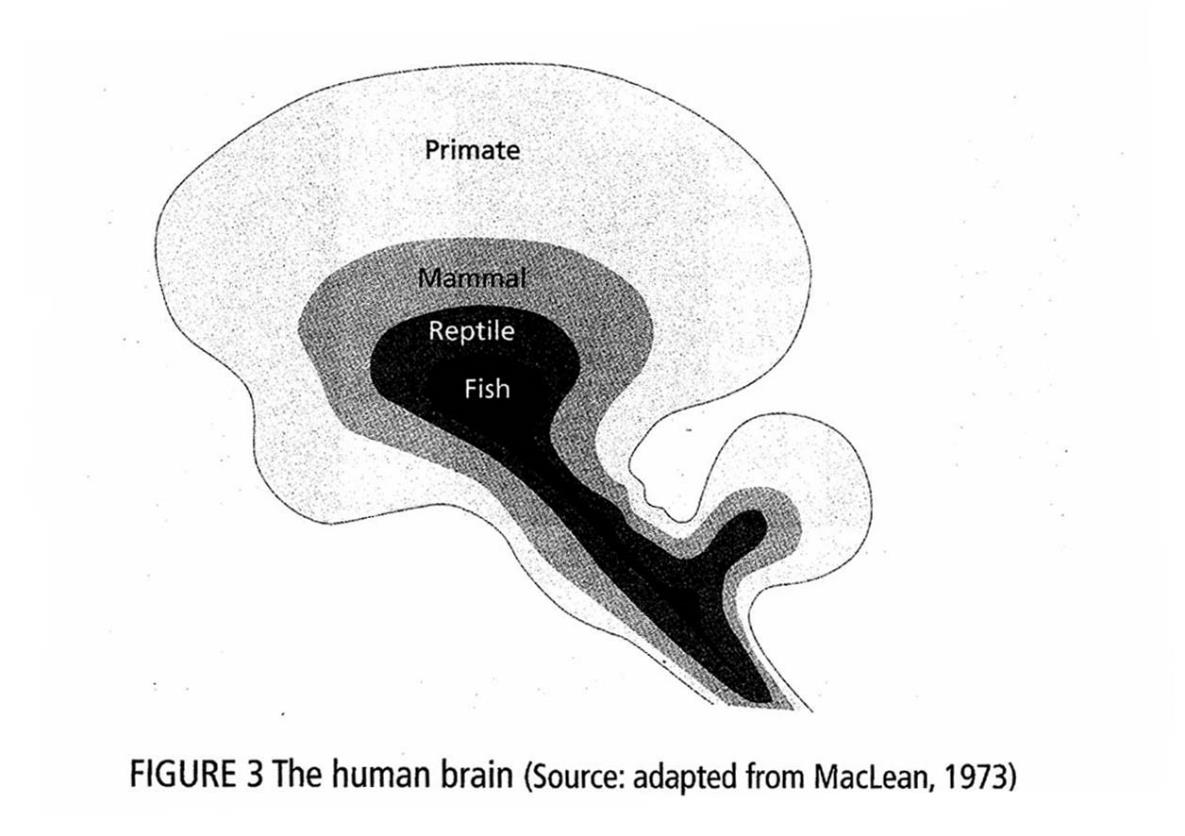 Primate
Mammal
Reptile
Fish
FIGURE 3 The human brain (Source: adapted from MacLean, 1973)